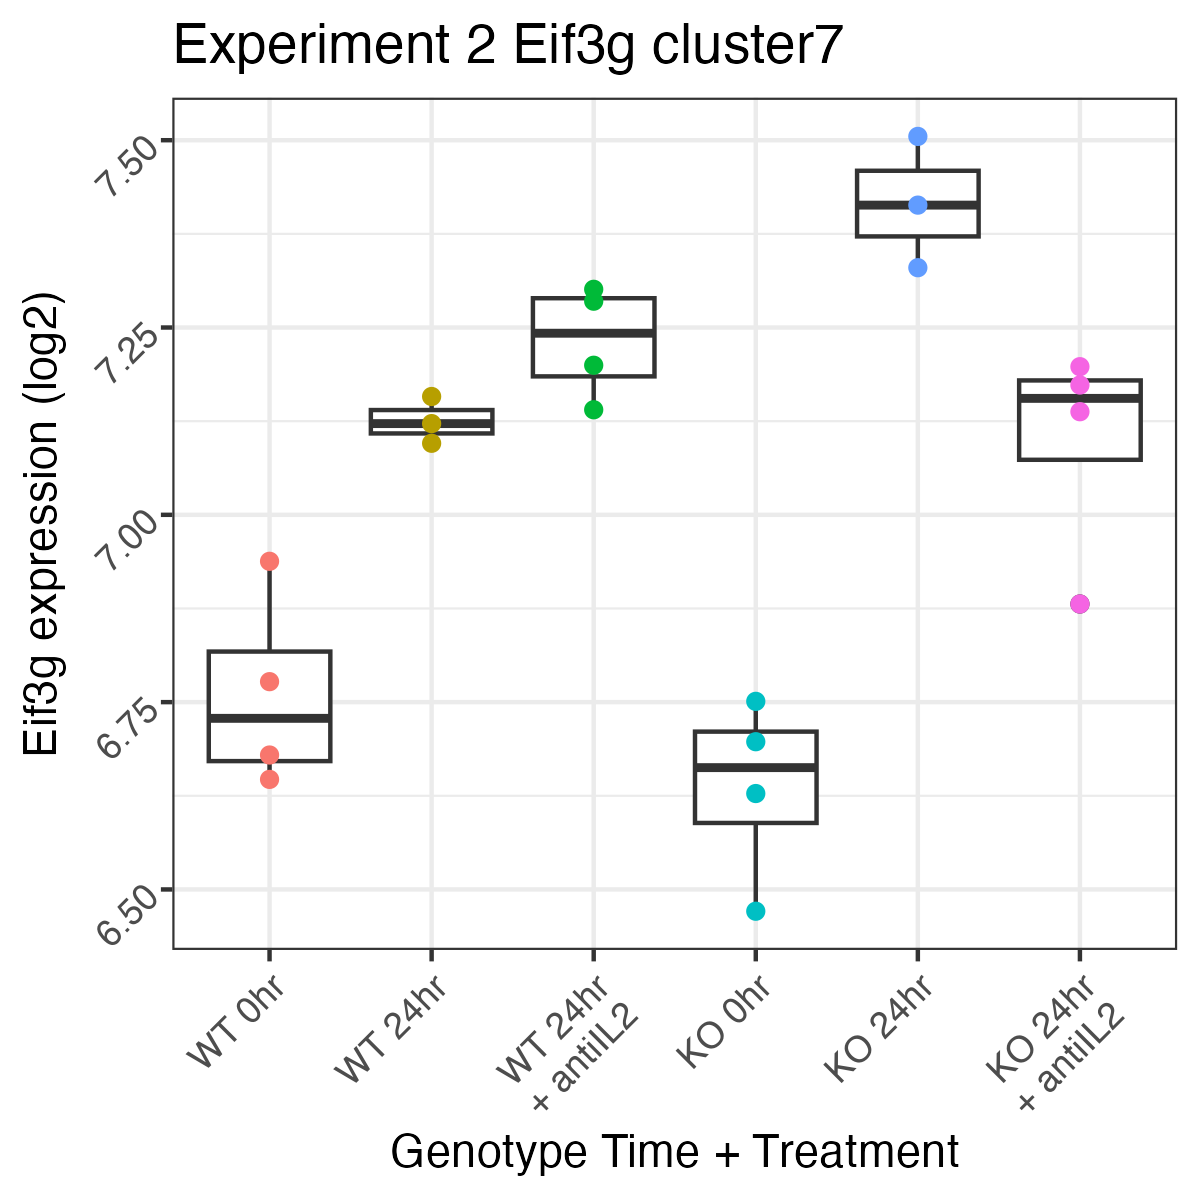 Experiment 2 Eif3g cluster7
Eif3g expression (log2)
7.50
7.25
7.00
6.75
6.50
WT 0hr
WT 24hr
WT 24hr
+ antiIL2
KO 0hr
KO 24hr
KO 24hr
+ antiIL2
Genotype Time + Treatment